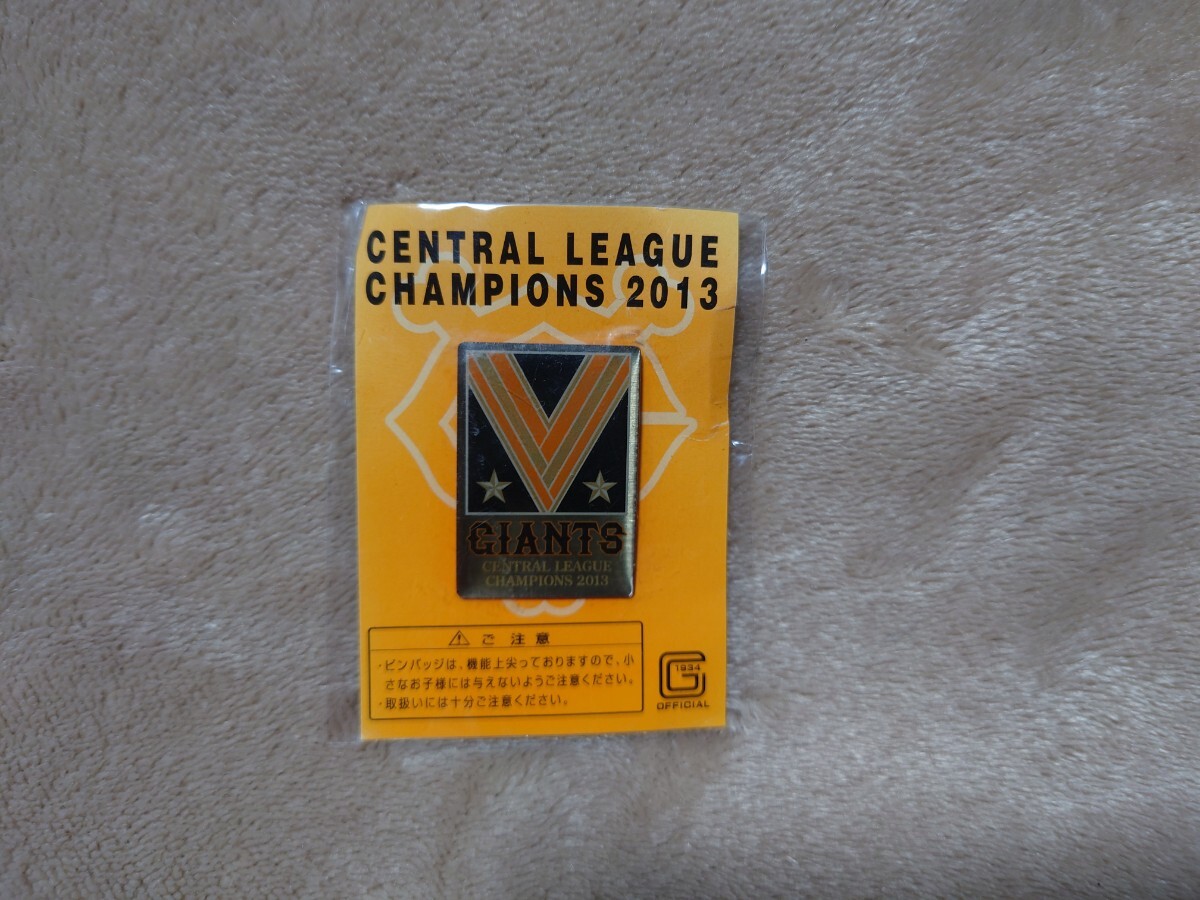 CENTRAL LEAGUE
CHAMPIONS 2013
GIANTS
CENTRAL LEAGUE
CHAMPIONS 2013
⚠ ご注意
・ピンバッジは、機能上尖っておりますので、小
さなお子様には与えないようご注意ください。
・取扱いには十分ご注意ください。
G
1934
OFFICIAL